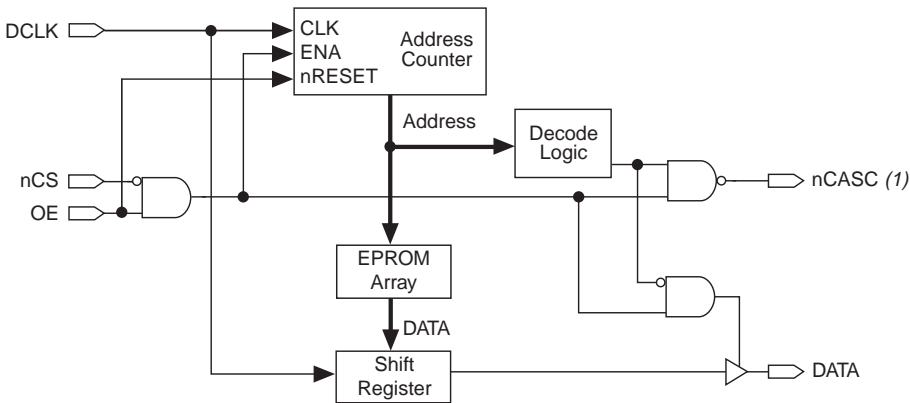 DCLK
CLK
ENA
nRESET
Address
Counter
Address
Decode
Logic
nCS
OE
nCASC (1)
EPROM
Array
DATA
Shift
Register
DATA